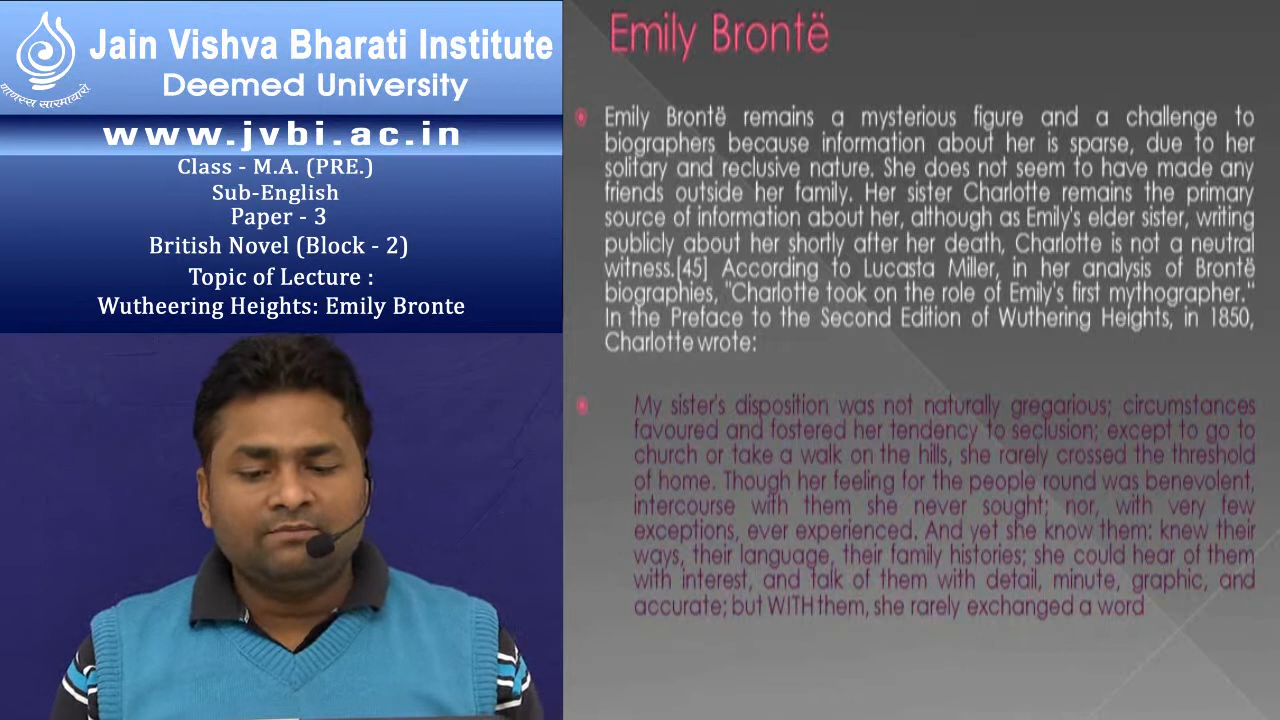 Jain Vishva Bharati Institute
Deemed University
www.jvbi.ac.in
Class - M.A. (PRE.)
Sub-English
Paper - 3
British Novel (Block - 2)
Topic of Lecture :
Wutheering Heights: Emily Bronte
Emily Brontë
Emily Brontë remains a mysterious figure and a challenge to
biographers because information about her is sparse, due to her
solitary and reclusive nature. She does not seem to have made any
friends outside her family. Her sister Charlotte remains the primary
source of information about her, although as Emily's elder sister, writing
publicly about her shortly after her death, Charlotte is not a neutral
witness.[45] According to Lucasta Miller, in her analysis of Brontë
biographies, "Charlotte took on the role of Emily's first mythographer."
In the Preface to the Second Edition of Wuthering Heights, in 1850,
Charlotte wrote:
My sister's disposition was not naturally gregarious; circumstances
favoured and fostered her tendency to seclusion; except to go to
church or take a walk on the hills, she rarely crossed the threshold
of home. Though her feeling for the people round was benevolent,
intercourse with them she never sought; nor, with very few
exceptions, ever experienced. And yet she know them: knew their
ways, their language, their family histories; she could hear of them
with interest, and talk of them with detail, minute, graphic, and
accurate; but WITH them, she rarely exchanged a word